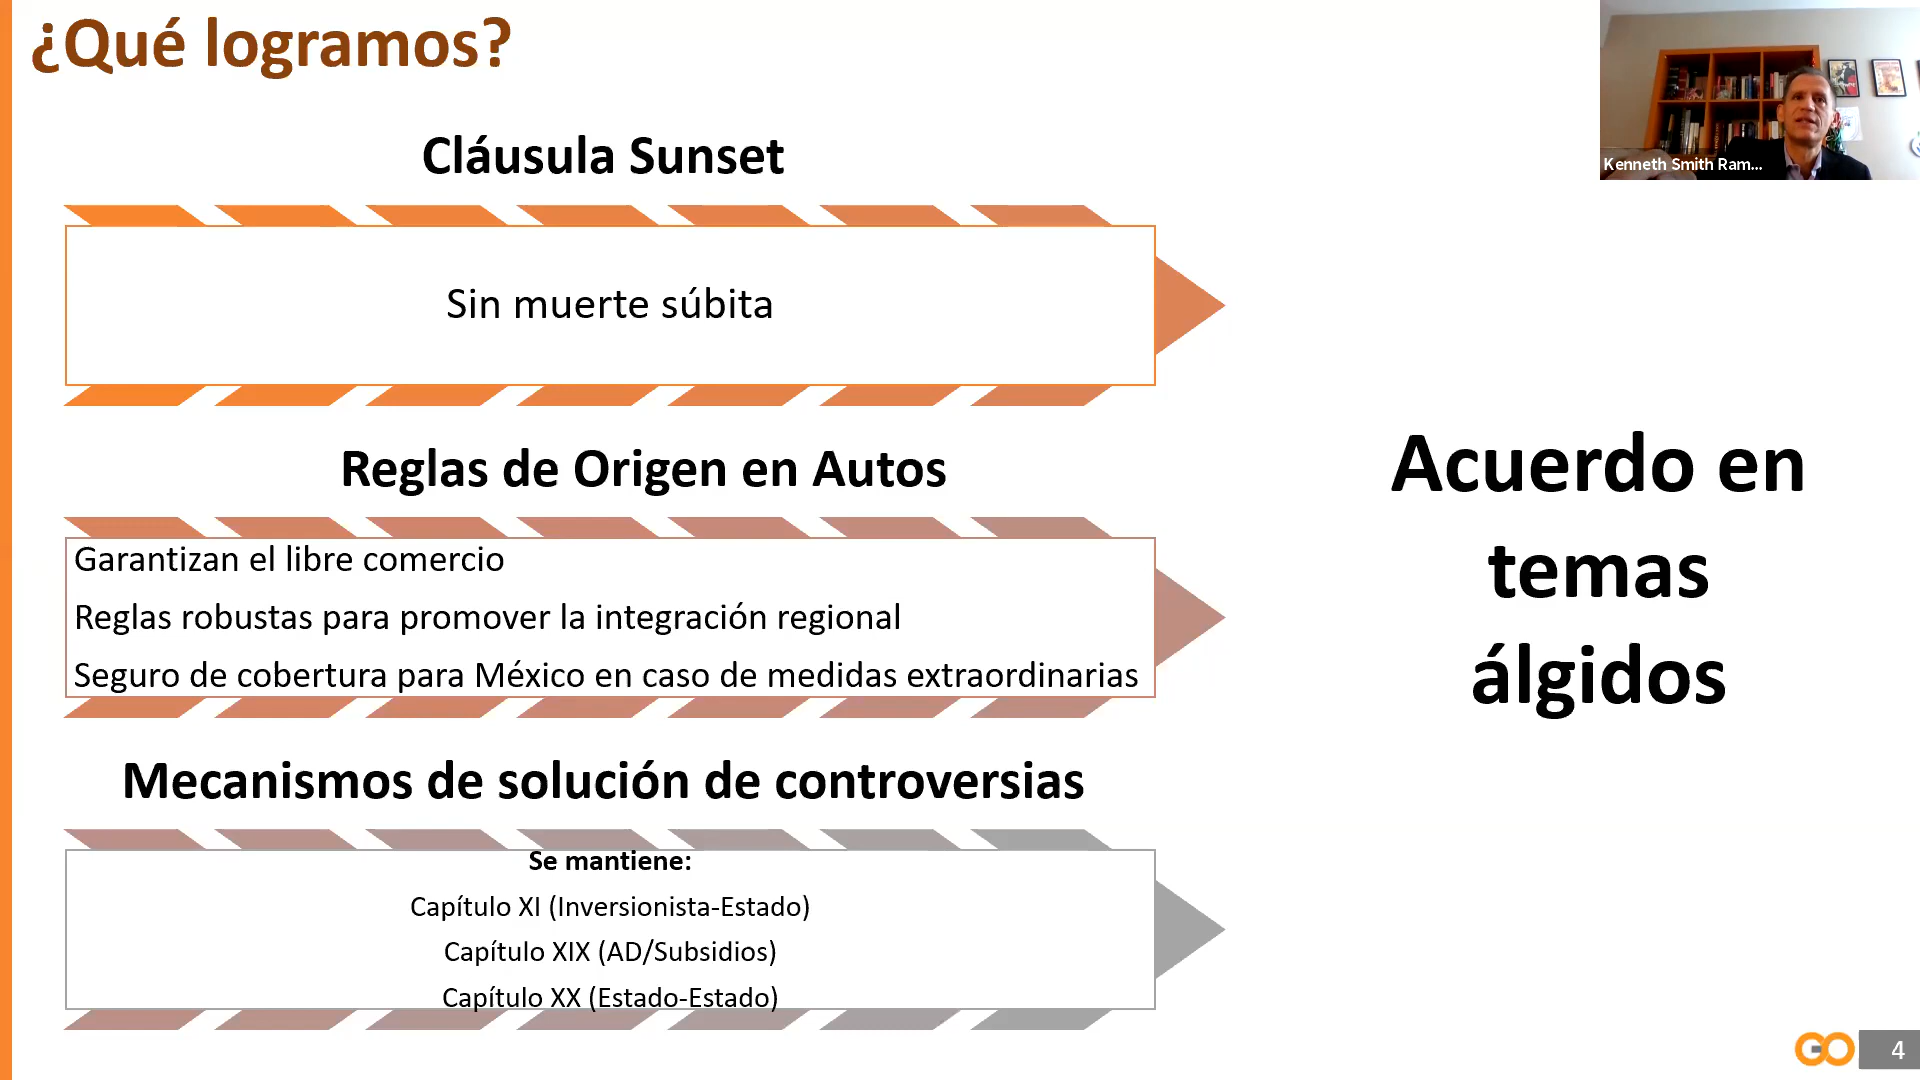 ¿Qué logramos?
Kenneth Smith Ram...
Cláusula Sunset
Sin muerte súbita
Reglas de Origen en Autos
Garantizan el libre comercio
Reglas robustas para promover la integración regional
Seguro de cobertura para México en caso de medidas extraordinarias
Mecanismos de solución de controversias
Se mantiene:
Capítulo XI (Inversionista-Estado)
Capítulo XIX (AD/Subsidios)
Capítulo XX (Estado-Estado)
Acuerdo en
temas
álgidos
GO
4